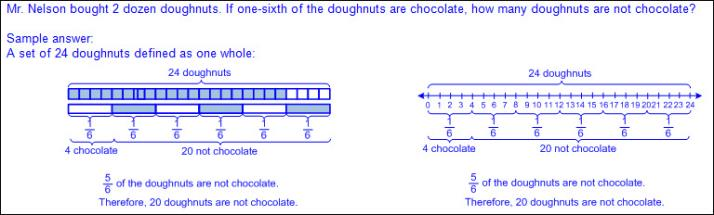 Mr. Nelson bought 2 dozen doughnuts. If one-sixth of the doughnuts are chocolate, how many doughnuts are not chocolate?
Sample answer:
A set of 24 doughnuts defined as one whole:
24 doughnuts
1/6 1/6 1/6 1/6 1/6 1/6
4 chocolate 20 not chocolate
5/6 of the doughnuts are not chocolate.
Therefore, 20 doughnuts are not chocolate.
24 doughnuts
0 1 2 3 4 5 6 7 8 9 10 11 12 13 14 15 16 17 18 19 20 21 22 23 24
1/6 1/6 1/6 1/6 1/6 1/6
4 chocolate 20 not chocolate
5/6 of the doughnuts are not chocolate.
Therefore, 20 doughnuts are not chocolate.